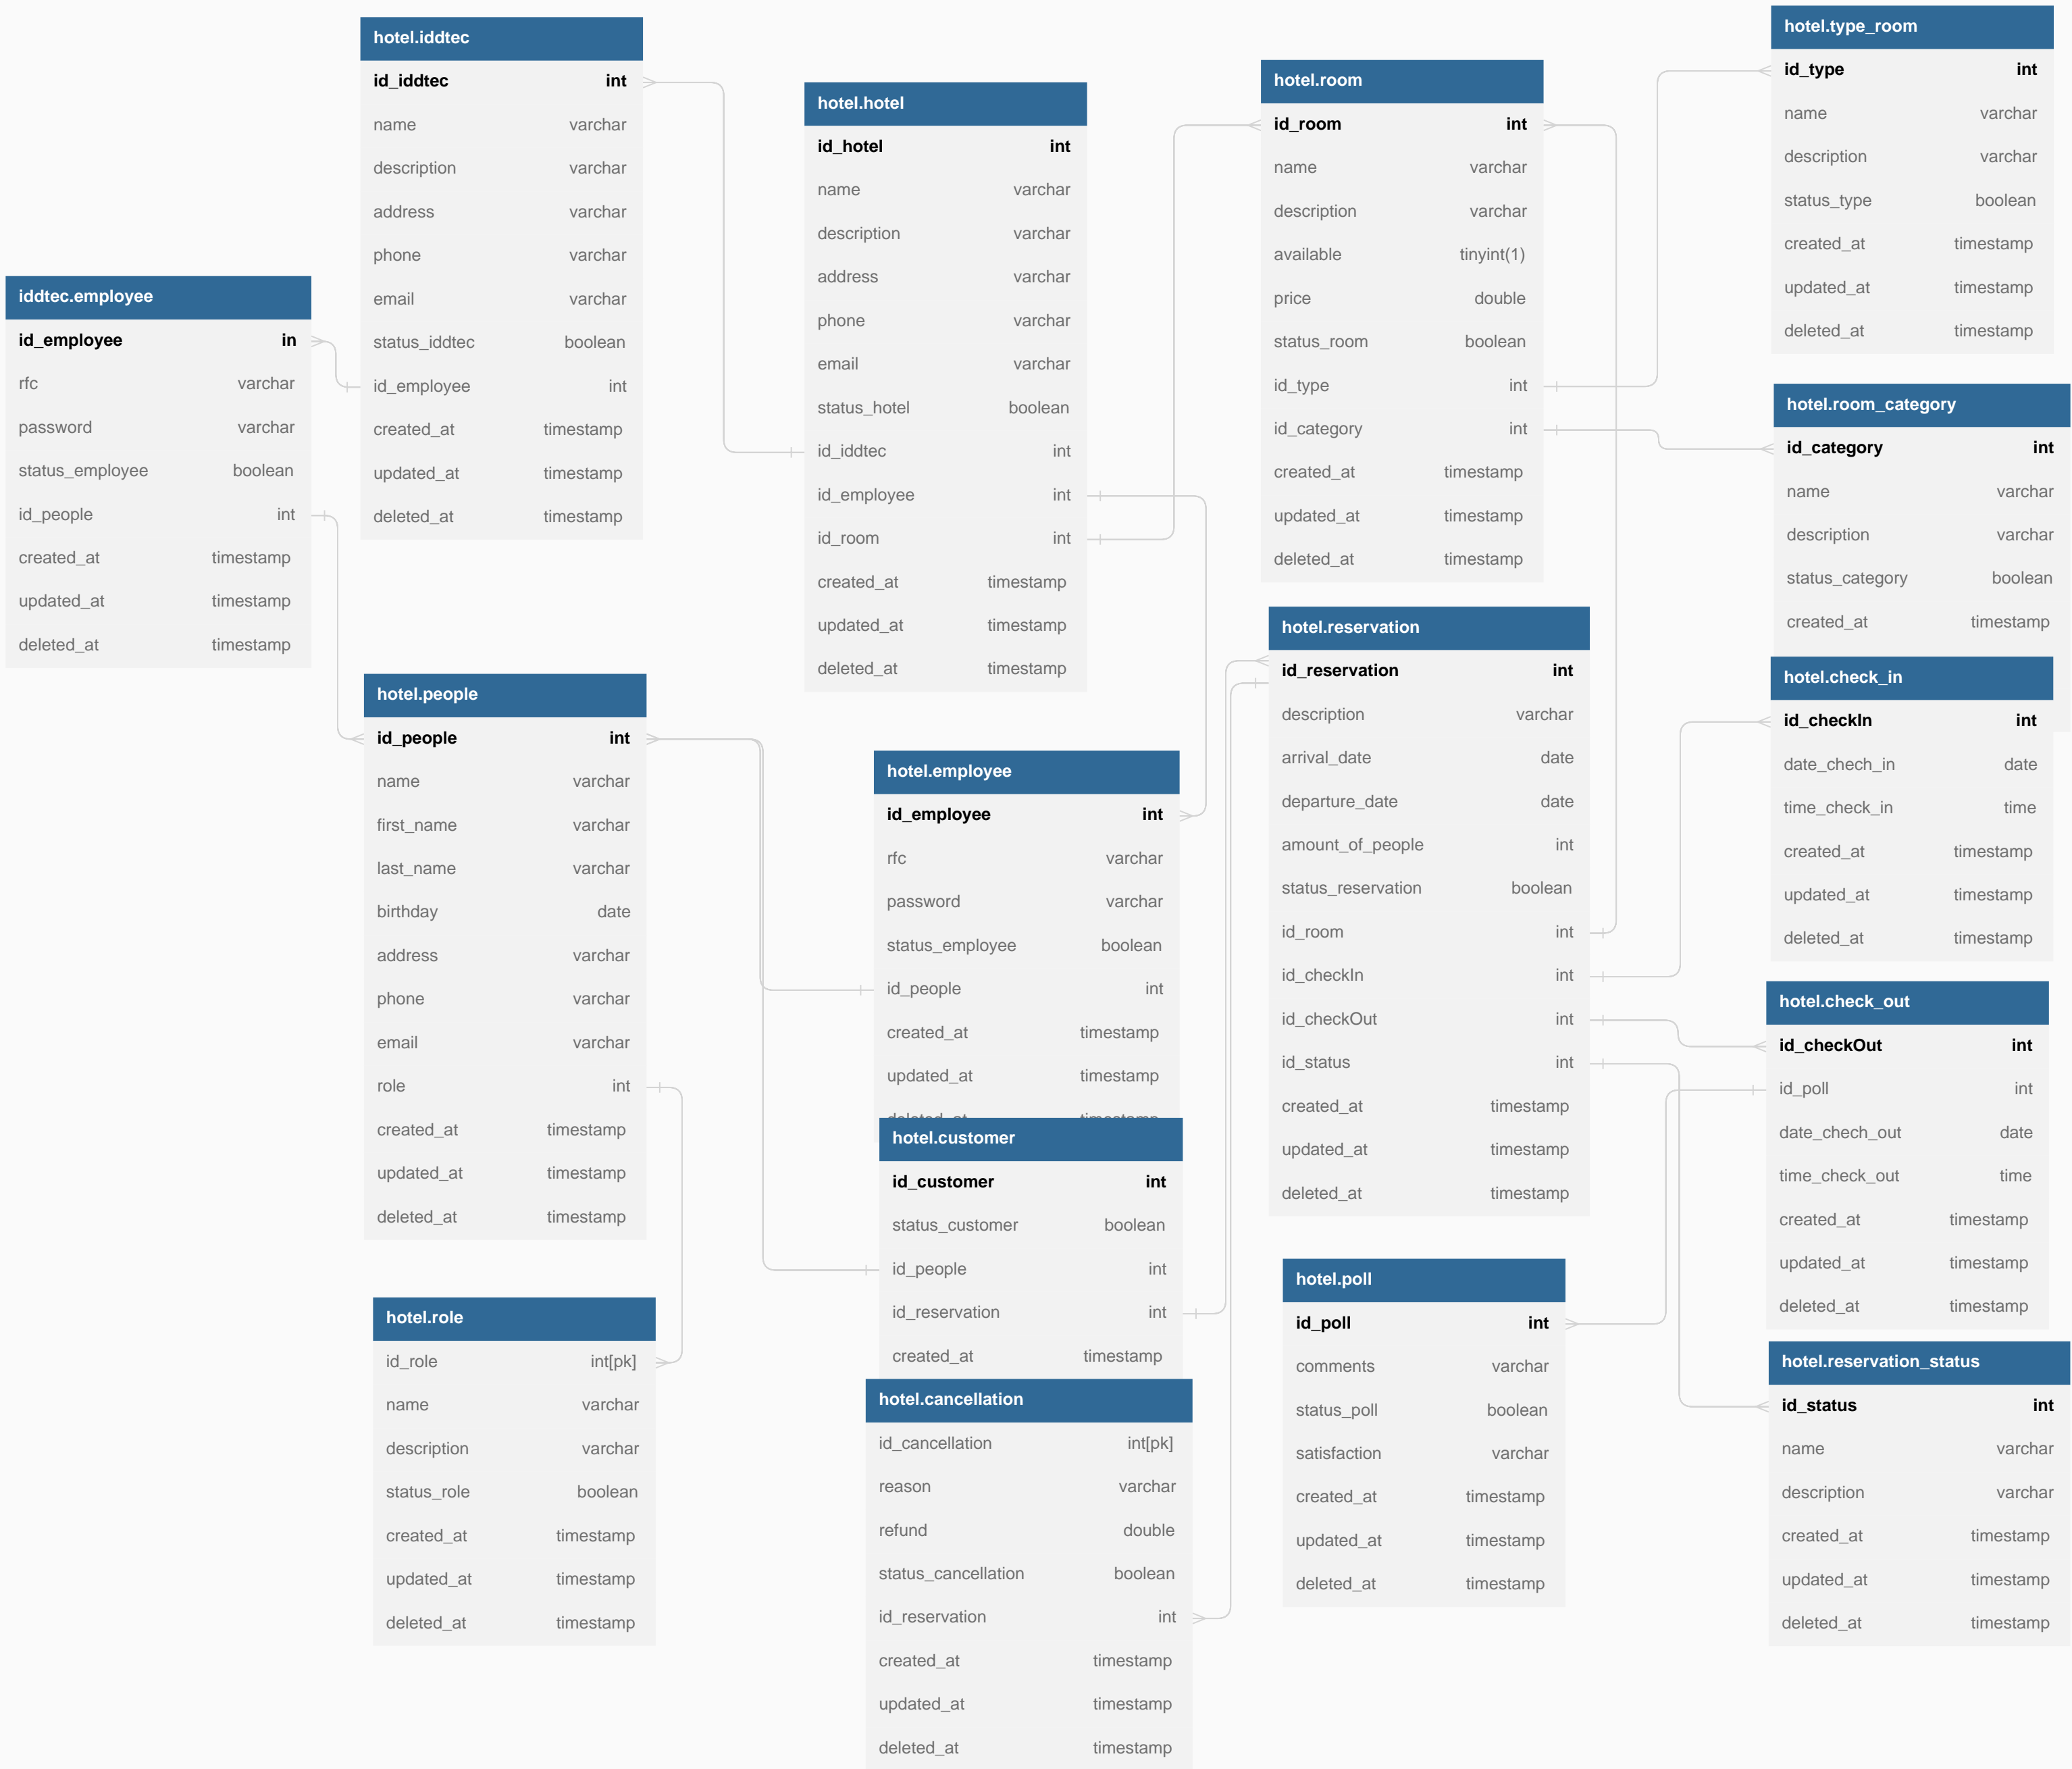 hotel.iddtec
id_iddtec int
name varchar
description varchar
address varchar
phone varchar
email varchar
status_iddtec boolean
id_employee int
created_at timestamp
updated_at timestamp
deleted_at timestamp
iddtec.employee
id_employee in
rfc varchar
password varchar
status_employee boolean
id_people int
created_at timestamp
updated_at timestamp
deleted_at timestamp
hotel.people
id_people int
name varchar
first_name varchar
last_name varchar
birthday date
address varchar
phone varchar
email varchar
role int
created_at timestamp
updated_at timestamp
deleted_at timestamp
hotel.role
id_role int[pk]
name varchar
description varchar
status_role boolean
created_at timestamp
updated_at timestamp
deleted_at timestamp
hotel.hotel
id_hotel int
name varchar
description varchar
address varchar
phone varchar
email varchar
status_hotel boolean
id_iddtec int
id_employee int
id_room int
created_at timestamp
updated_at timestamp
deleted_at timestamp
hotel.employee
id_employee int
rfc varchar
password varchar
status_employee boolean
id_people int
created_at timestamp
updated_at timestamp
deleted_at timestamp
hotel.customer
id_customer int
status_customer boolean
id_people int
id_reservation int
created_at timestamp
hotel.cancellation
id_cancellation int[pk]
reason varchar
refund double
status_cancellation boolean
id_reservation int
created_at timestamp
updated_at timestamp
deleted_at timestamp
hotel.room
id_room int
name varchar
description varchar
available tinyint(1)
price double
status_room boolean
id_type int
id_category int
created_at timestamp
updated_at timestamp
deleted_at timestamp
hotel.reservation
id_reservation int
description varchar
arrival_date date
departure_date date
amount_of_people int
status_reservation boolean
id_room int
id_checkIn int
id_checkOut int
id_status int
created_at timestamp
updated_at timestamp
deleted_at timestamp
hotel.poll
id_poll int
comments varchar
status_poll boolean
satisfaction varchar
created_at timestamp
updated_at timestamp
deleted_at timestamp
hotel.type_room
id_type int
name varchar
description varchar
status_type boolean
created_at timestamp
updated_at timestamp
deleted_at timestamp
hotel.room_category
id_category int
name varchar
description varchar
status_category boolean
created_at timestamp
hotel.check_in
id_checkIn int
date_chech_in date
time_check_in time
created_at timestamp
updated_at timestamp
deleted_at timestamp
hotel.check_out
id_checkOut int
id_poll int
date_chech_out date
time_check_out time
created_at timestamp
updated_at timestamp
deleted_at timestamp
hotel.reservation_status
id_status int
name varchar
description varchar
created_at timestamp
updated_at timestamp
deleted_at timestamp